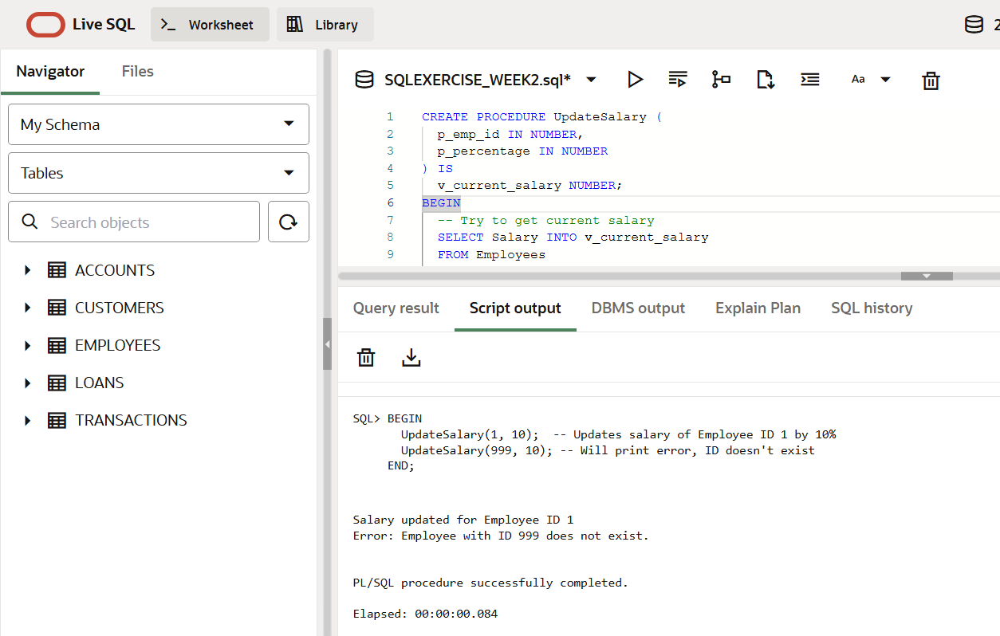 Live SQL
>_ Worksheet
Library
2
Navigator
Files
My Schema
Tables
Search objects
ACCOUNTS
CUSTOMERS
EMPLOYEES
LOANS
TRANSACTIONS
SQLEXERCISE_WEEK2.sql*
Aa
1 CREATE PROCEDURE UpdateSalary (
2 p_emp_id IN NUMBER,
3 p_percentage IN NUMBER
4 ) IS
5 v_current_salary NUMBER;
6 BEGIN
7 -- Try to get current salary
8 SELECT Salary INTO v_current_salary
9 FROM Employees
Query result
Script output
DBMS output
Explain Plan
SQL history
SQL> BEGIN
UpdateSalary(1, 10);  -- Updates salary of Employee ID 1 by 10%
UpdateSalary(999, 10); -- Will print error, ID doesn't exist
END;
Salary updated for Employee ID 1
Error: Employee with ID 999 does not exist.
PL/SQL procedure successfully completed.
Elapsed: 00:00:00.084